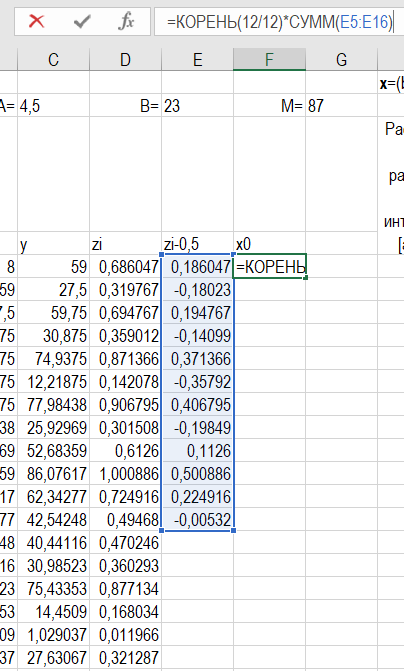 =КОРЕНЬ(12/12)*СУММ(E5:E16)
C D E F G
x=(b
A= 4,5 B= 23 M= 87
Ра
ра
инт
y zi zi-0,5 x0 [а
8 59 0,686047 0,186047 =КОРЕНЬ
59 27,5 0,319767 -0,18023
7,5 59,75 0,694767 0,194767
75 30,875 0,359012 -0,14099
75 74,9375 0,871366 0,371366
75 12,21875 0,142078 -0,35792
75 77,98438 0,906795 0,406795
38 25,92969 0,301508 -0,19849
69 52,68359 0,6126 0,1126
59 86,07617 1,000886 0,500886
17 62,34277 0,724916 0,224916
77 42,54248 0,49468 -0,00532
48 40,44116 0,470246
16 30,98523 0,360293
23 75,43353 0,877134
53 14,4509 0,168034
09 1,029037 0,011966
37 27,63067 0,321287